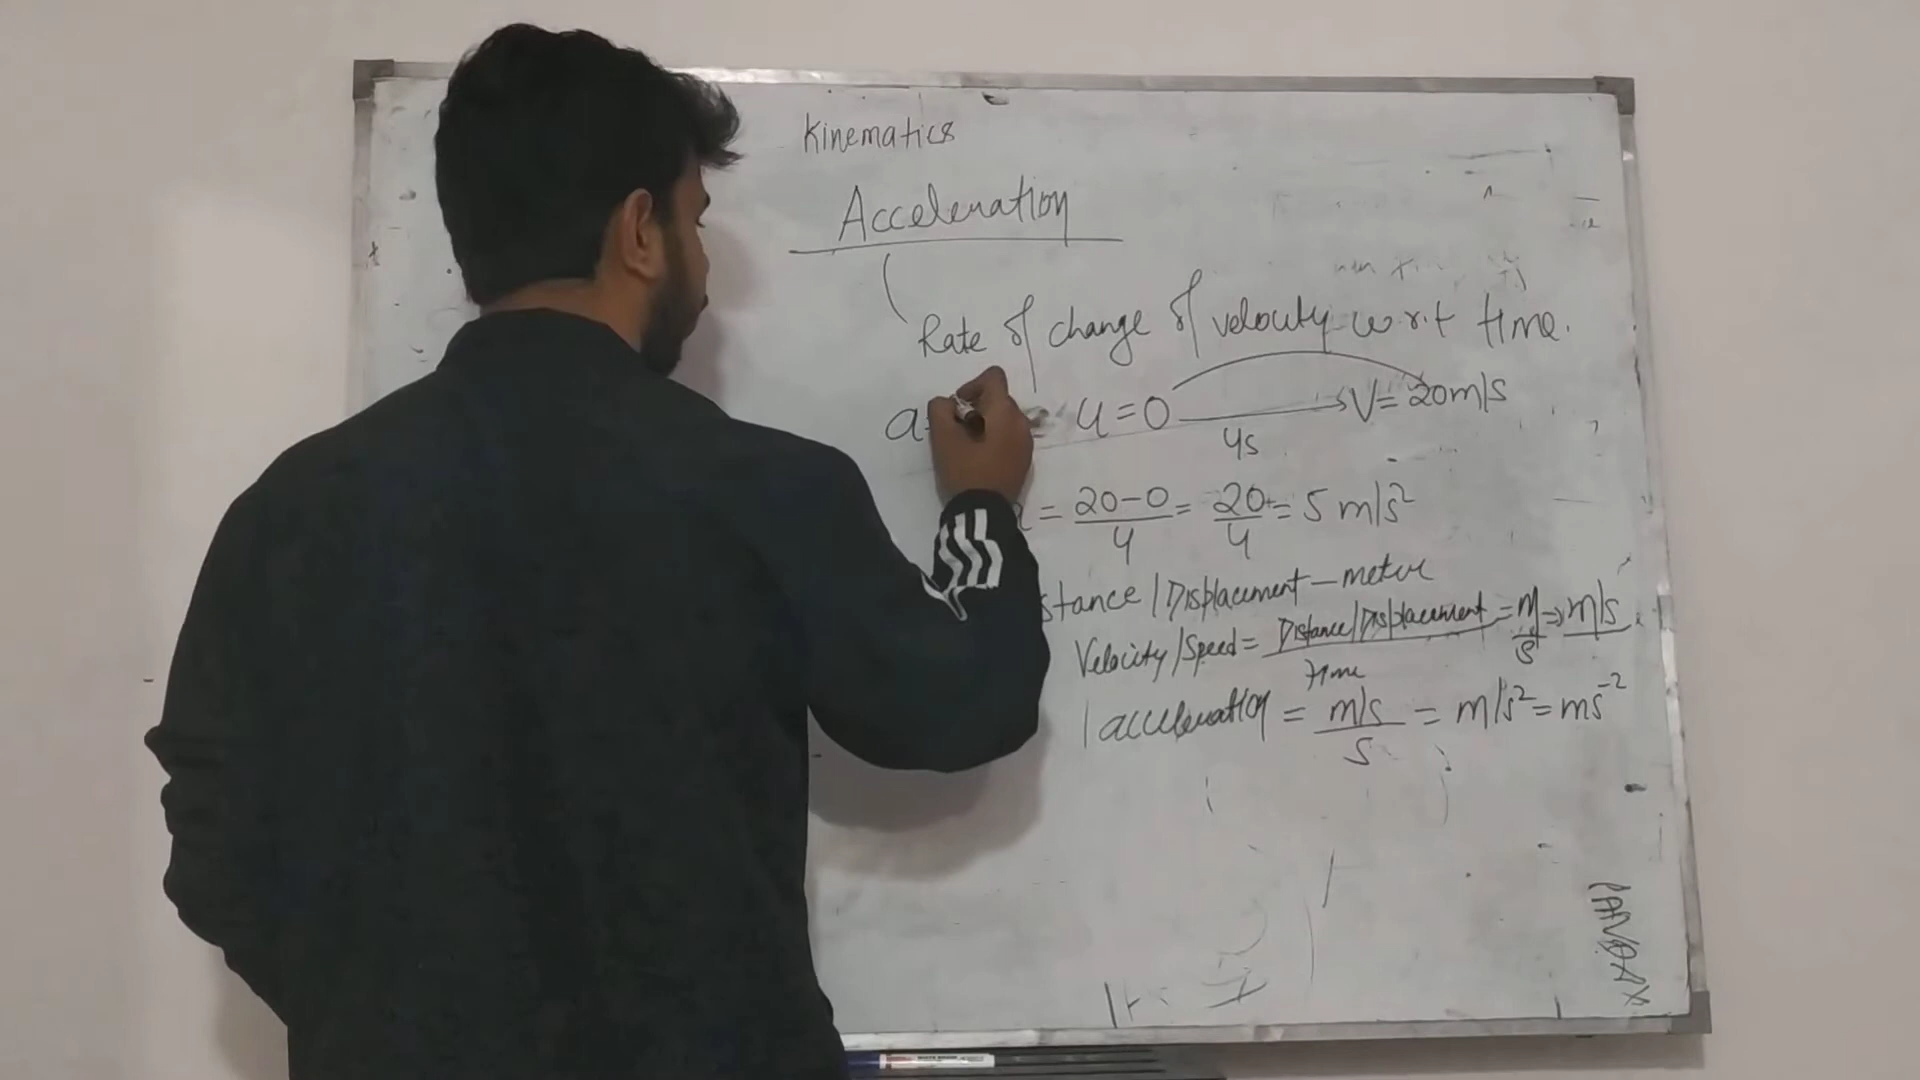 Kinematics
Acceleration
Rate of change of velocity w.r.t time.
a= u=0 V=20m/s
4s
= 20-0/4 = 20/4 = 5 m/s²
stance / Displacement - meter
Velocity/Speed = Distance/Displacement/time = m/s => m/s
acceleration = m/s/s = m/s² = ms⁻²